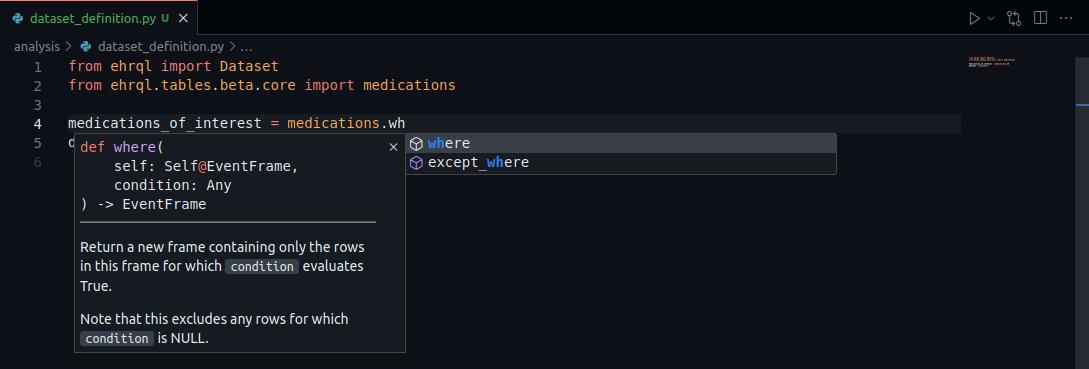 dataset_definition.py U
analysis > dataset_definition.py > ...
1 from ehrql import Dataset
2 from ehrql.tables.beta.core import medications
3
4 medications_of_interest = medications.wh
5 d
6
def where(
self: Self@EventFrame,
condition: Any
) -> EventFrame
Return a new frame containing only the rows
in this frame for which condition evaluates
True.
Note that this excludes any rows for which
condition is NULL.
where
except_where